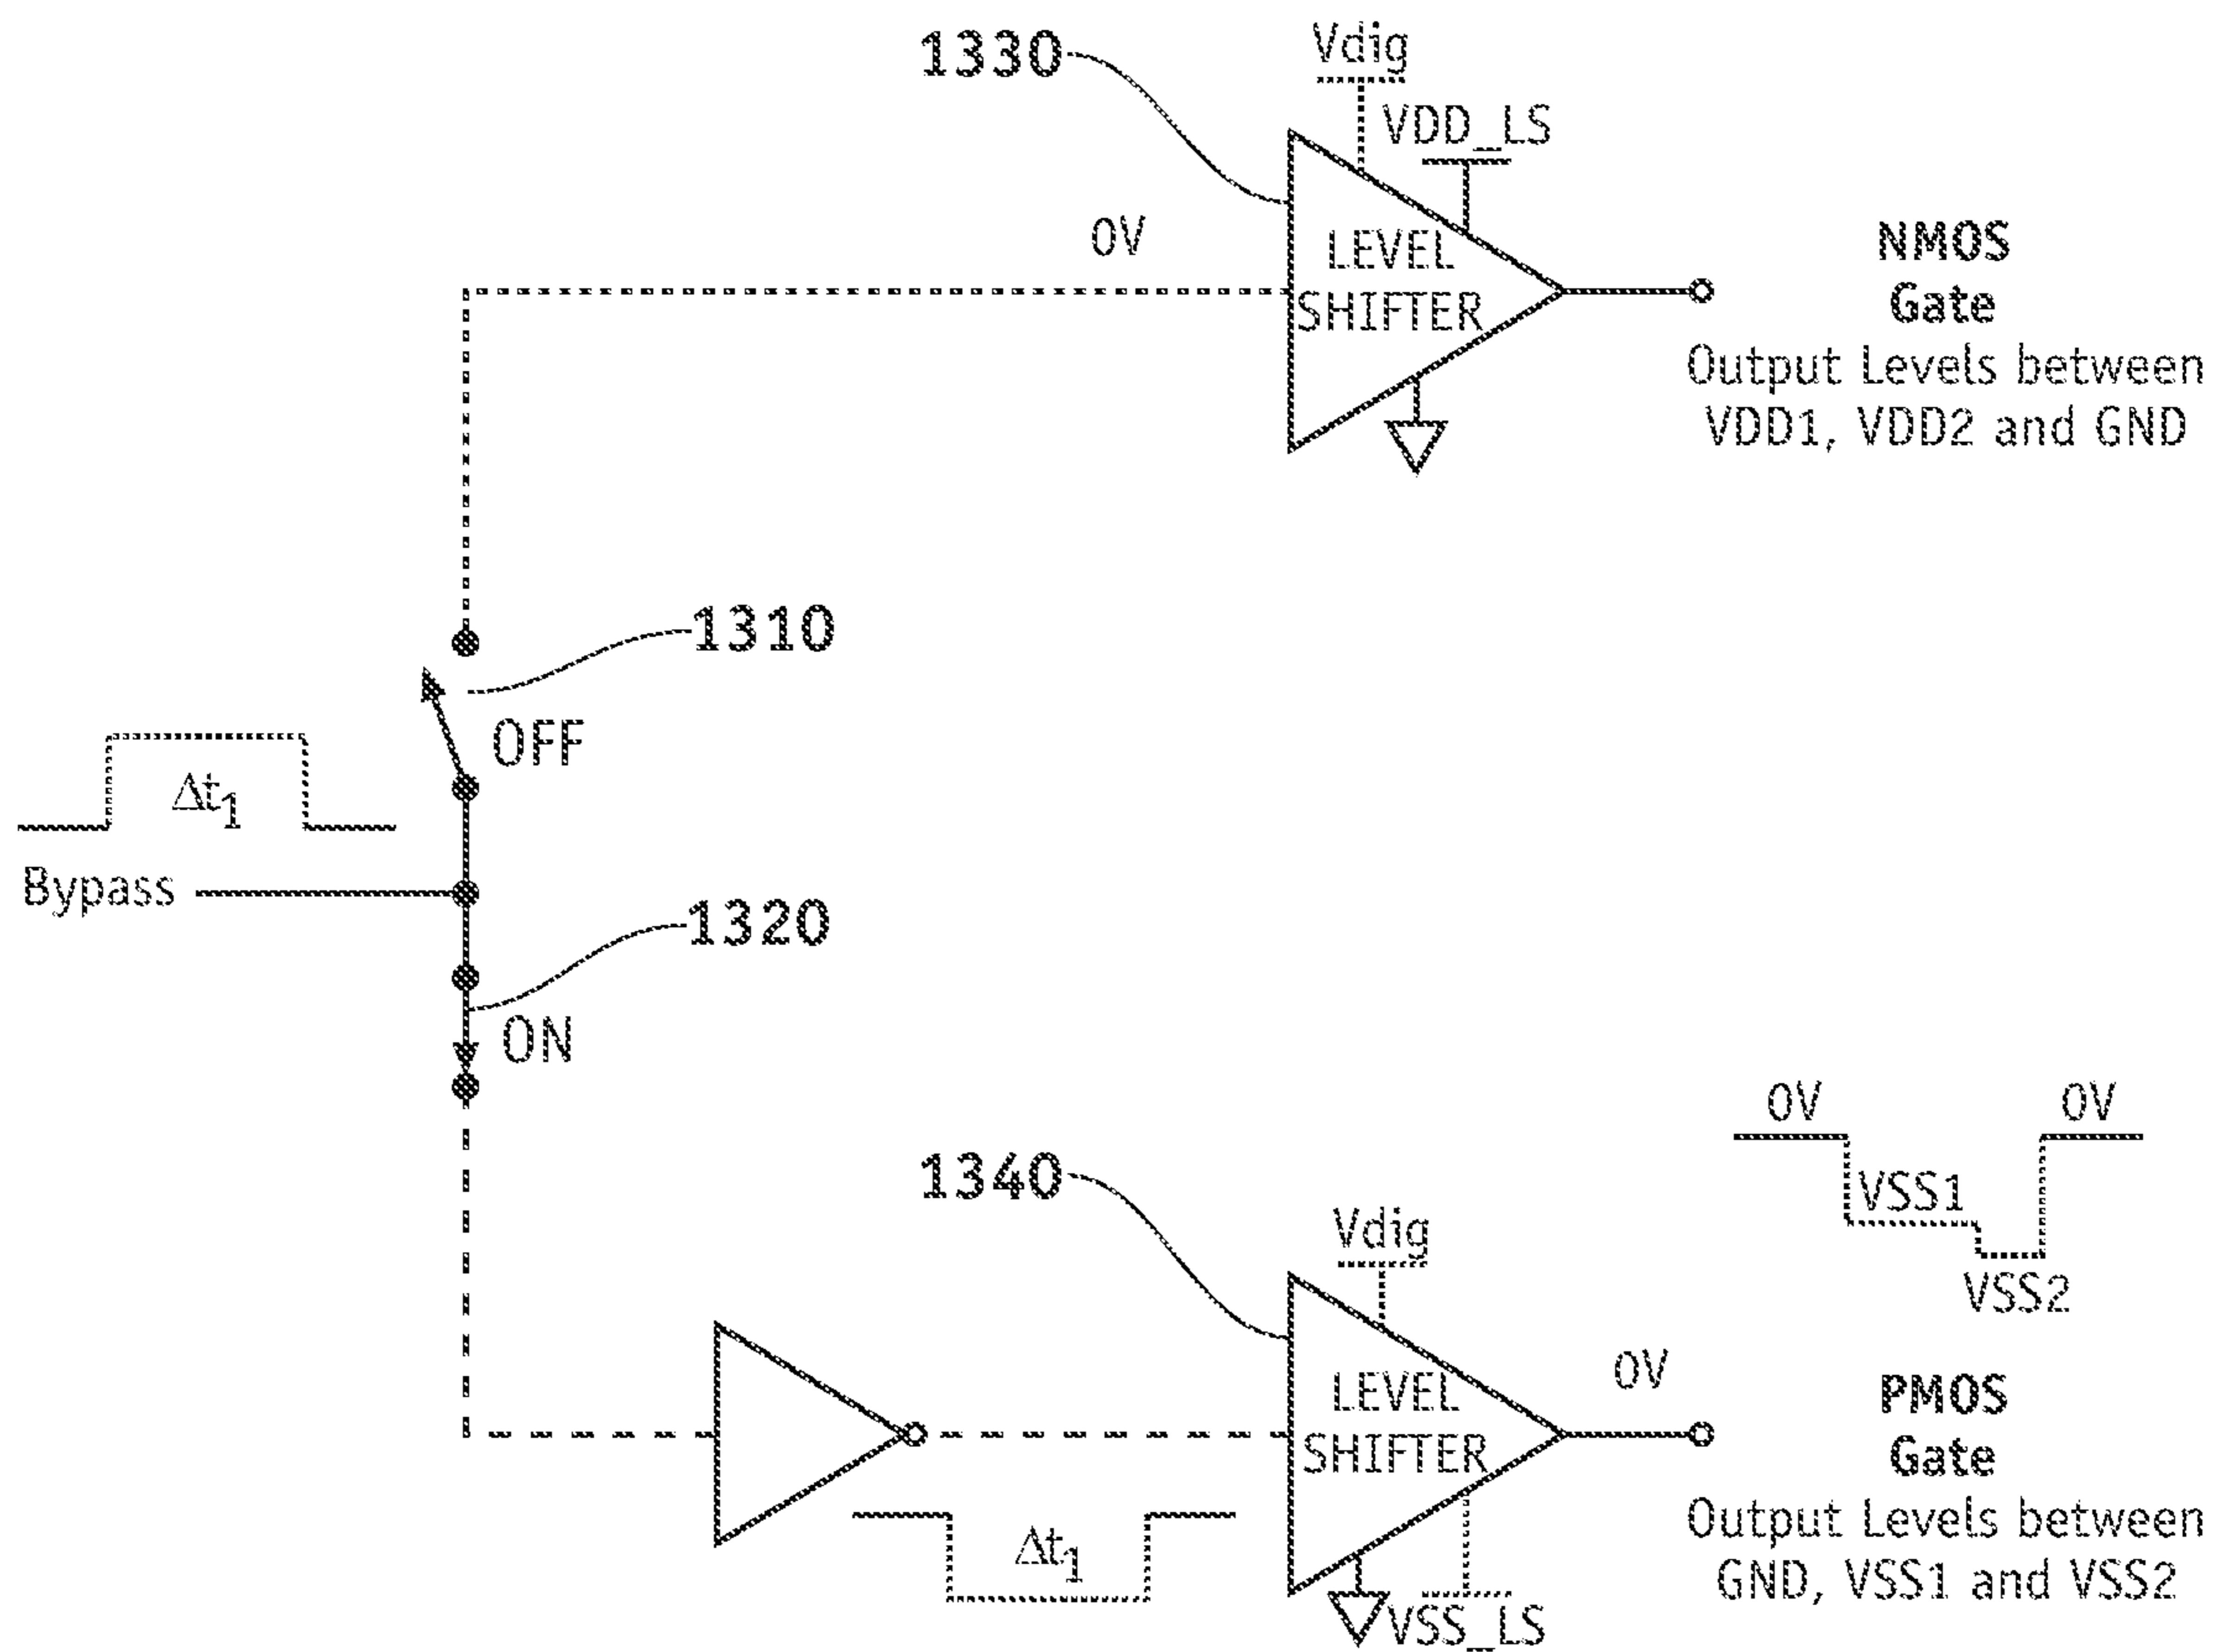 1330
Vdig
VDD_LS
0V
LEVEL
SHIFTER
NMOS
Gate
Output Levels between
VDD1, VDD2 and GND
1310
OFF
Δt1
Bypass
1320
ON
1340
Vdig
0V
0V
VSS1
VSS2
LEVEL
SHIFTER
0V
PMOS
Gate
Output Levels between
GND, VSS1 and VSS2
Δt1
VSS_LS